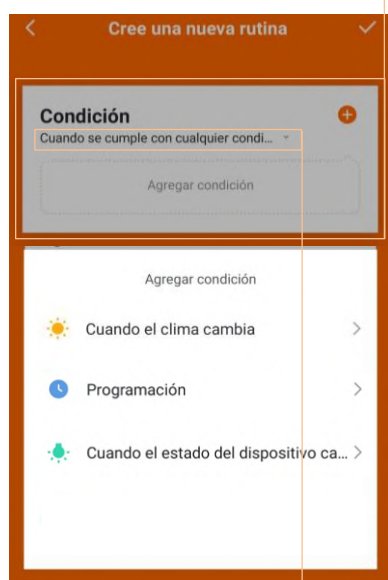 Cree una nueva rutina
Condición
Cuando se cumple con cualquier condi...
Agregar condición
Agregar condición
Cuando el clima cambia
Programación
Cuando el estado del dispositivo ca...